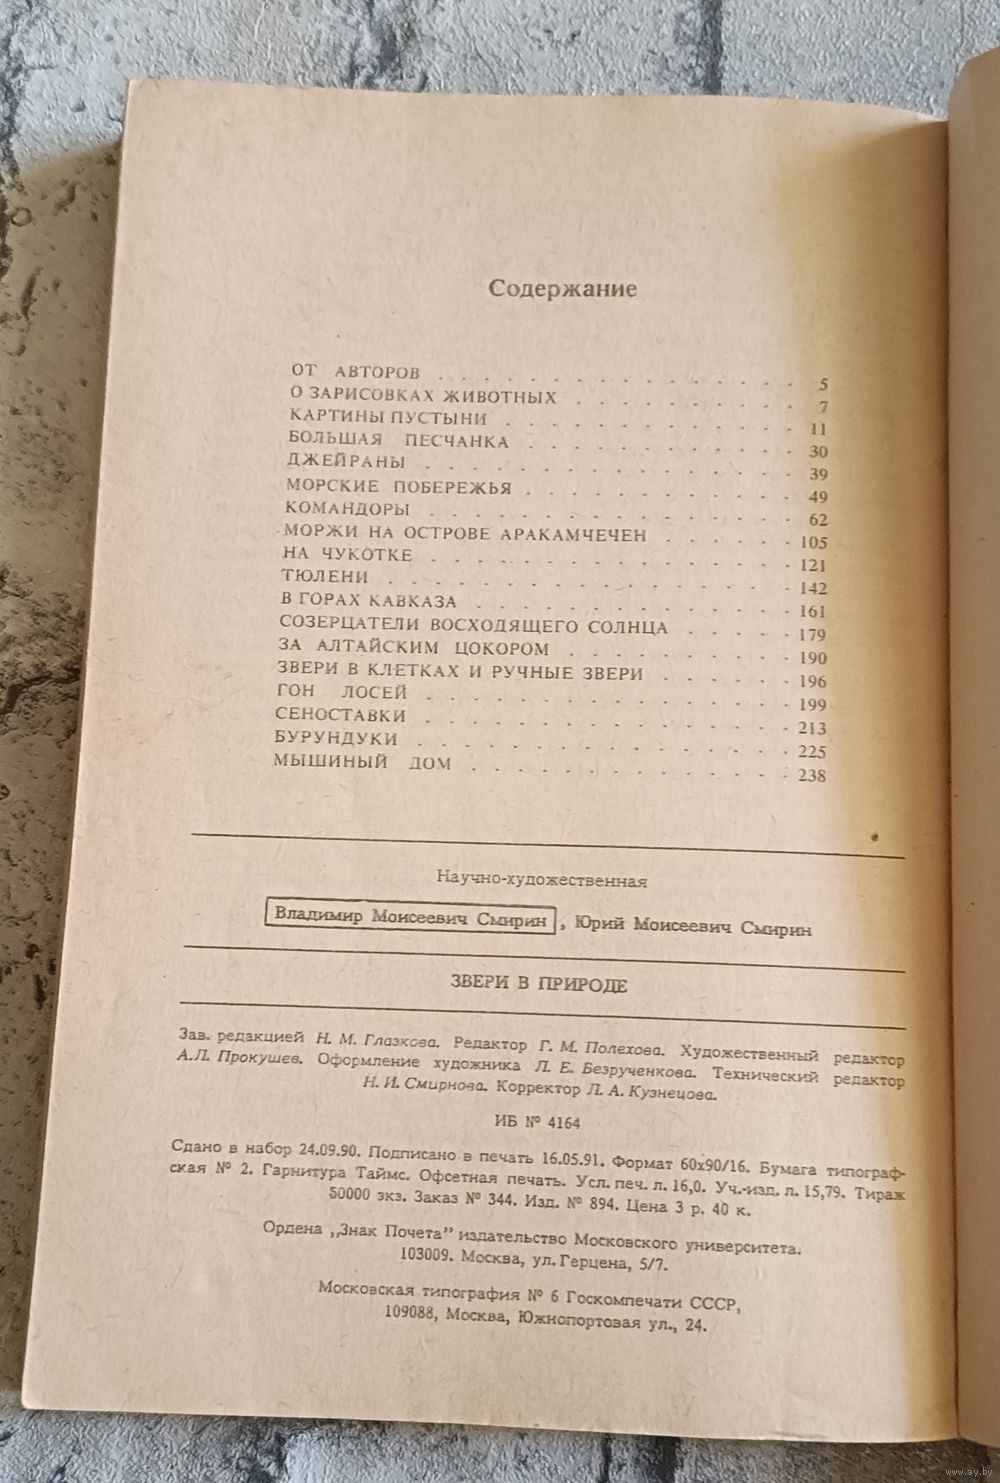 Содержание
ОТ АВТОРОВ . . . . . . . . . . . . . . . . 5
О ЗАРИСОВКАХ ЖИВОТНЫХ . . . . . . . . . . 7
КАРТИНЫ ПУСТЫНИ . . . . . . . . . . . . . 11
БОЛЬШАЯ ПЕСЧАНКА . . . . . . . . . . . . 30
ДЖЕЙРАНЫ . . . . . . . . . . . . . . . . 39
МОРСКИЕ ПОБЕРЕЖЬЯ . . . . . . . . . . . . 49
КОМАНДОРЫ . . . . . . . . . . . . . . . . 62
МОРЖИ НА ОСТРОВЕ АРАКАМЧЕЧЕН . . . . . . 105
НА ЧУКОТКЕ . . . . . . . . . . . . . . . 121
ТЮЛЕНИ . . . . . . . . . . . . . . . . . 142
В ГОРАХ КАВКАЗА . . . . . . . . . . . . . 161
СОЗЕРЦАТЕЛИ ВОСХОДЯЩЕГО СОЛНЦА . . . . . 179
ЗА АЛТАЙСКИМ ЦОКОРОМ . . . . . . . . . . 190
ЗВЕРИ В КЛЕТКАХ И РУЧНЫЕ ЗВЕРИ . . . . . 196
ГОН ЛОСЕЙ . . . . . . . . . . . . . . . . 199
СЕНОСТАВКИ . . . . . . . . . . . . . . . 213
БУРУНДУКИ . . . . . . . . . . . . . . . . 225
МЫШИНЫЙ ДОМ . . . . . . . . . . . . . . 238
Научно-художественная
Владимир Моисеевич Смирин, Юрий Моисеевич Смирин
ЗВЕРИ В ПРИРОДЕ
Зав. редакцией Н. М. Глазкова. Редактор Г. М. Полехова. Художественный редактор
А.Л. Прокушев. Оформление художника Л. Е. Безрученкова. Технический редактор
Н. И. Смирнова. Корректор Л. А. Кузнецова.
ИБ № 4164
Сдано в набор 24.09.90. Подписано в печать 16.05.91. Формат 60х90/16. Бумага типограф-
ская № 2. Гарнитура Таймс. Офсетная печать. Усл. печ. л. 16,0. Уч.-изд. л. 15,79. Тираж
50000 экз. Заказ № 344. Изд. № 894. Цена 3 р. 40 к.
Ордена „Знак Почета” издательство Московского университета.
103009. Москва, ул. Герцена, 5/7.
Московская типография № 6 Госкомпечати СССР,
109088, Москва, Южнопортовая ул., 24.
www.ay.by